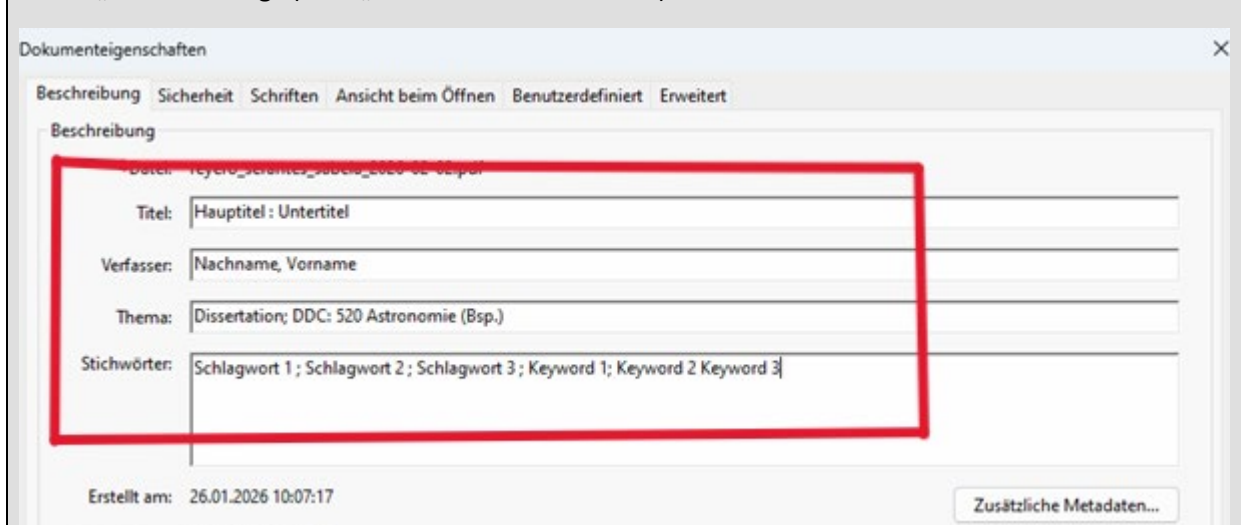 Dokumenteigenschaften
Beschreibung Sicherheit Schriften Ansicht beim Öffnen Benutzerdefiniert Erweitert
Beschreibung
Datei:
Titel: Hauptitel : Untertitel
Verfasser: Nachname, Vorname
Thema: Dissertation; DDC: 520 Astronomie (Bsp.)
Stichwörter: Schlagwort 1 ; Schlagwort 2 ; Schlagwort 3 ; Keyword 1; Keyword 2 Keyword 3
Erstellt am: 26.01.2026 10:07:17
Zusätzliche Metadaten...